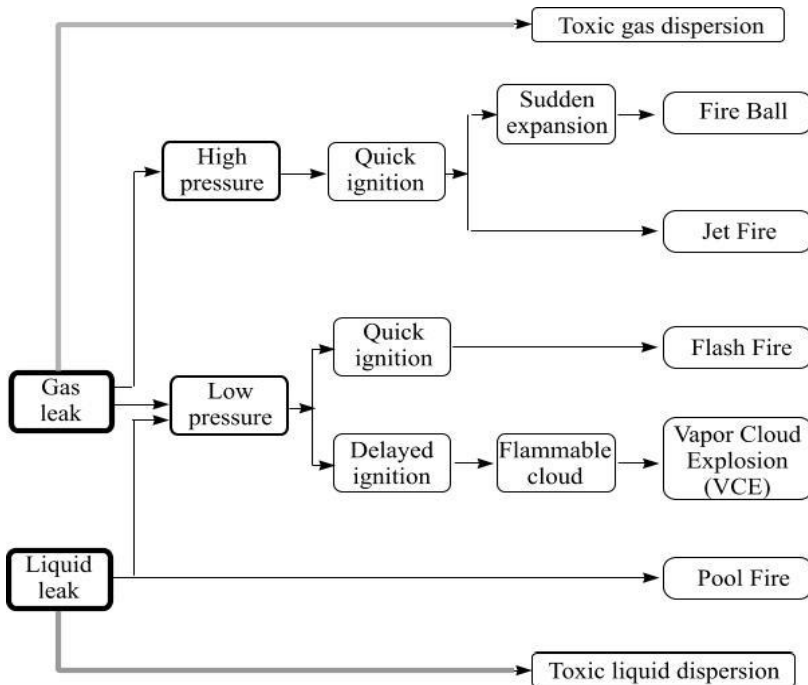 Toxic gas dispersion
Sudden
expansion
Fire Ball
High
pressure
Quick
ignition
Jet Fire
Quick
ignition
Flash Fire
Gas
leak
Low
pressure
Delayed
ignition
Flammable
cloud
Vapor Cloud
Explosion
(VCE)
Liquid
leak
Pool Fire
Toxic liquid dispersion